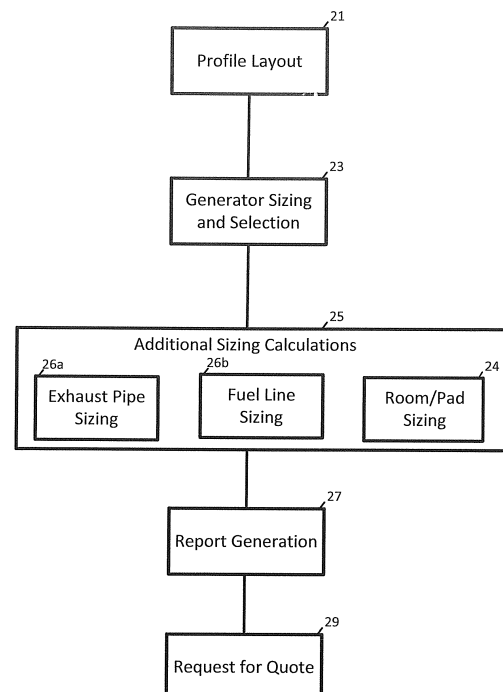 21
Profile Layout
23
Generator Sizing
and Selection
25
Additional Sizing Calculations
26a
26b
24
Exhaust Pipe
Sizing
Fuel Line
Sizing
Room/Pad
Sizing
27
Report Generation
29
Request for Quote